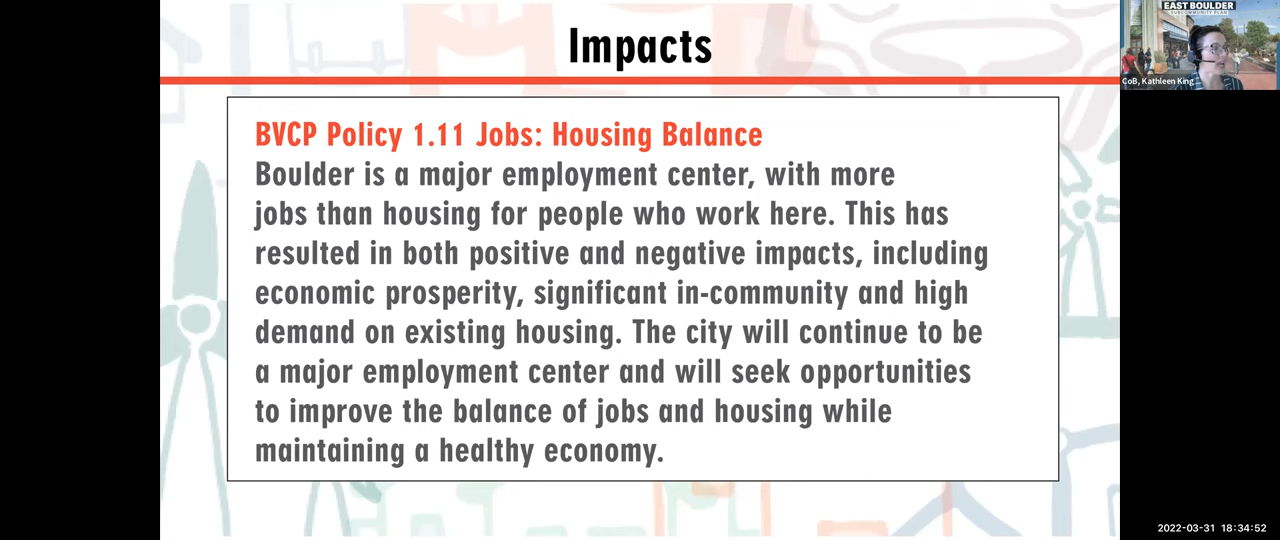 Impacts
BVCP Policy 1.11 Jobs: Housing Balance
Boulder is a major employment center, with more
jobs than housing for people who work here. This has
resulted in both positive and negative impacts, including
economic prosperity, significant in-community and high
demand on existing housing. The city will continue to be
a major employment center and will seek opportunities
to improve the balance of jobs and housing while
maintaining a healthy economy.
EAST BOULDER
SUBCOMMUNITY PLAN
CoB, Kathleen King
2022-03-31 18:34:52